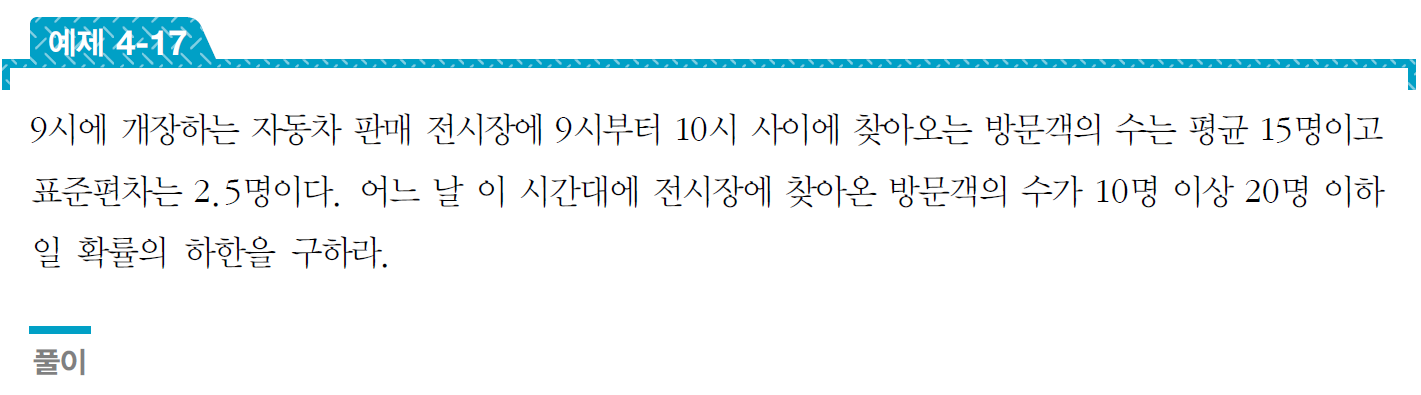 예제 4-17
9시에 개장하는 자동차 판매 전시장에 9시부터 10시 사이에 찾아오는 방문객의 수는 평균 15명이고
표준편차는 2.5명이다. 어느 날 이 시간대에 전시장에 찾아온 방문객의 수가 10명 이상 20명 이하
일 확률의 하한을 구하라.
풀이